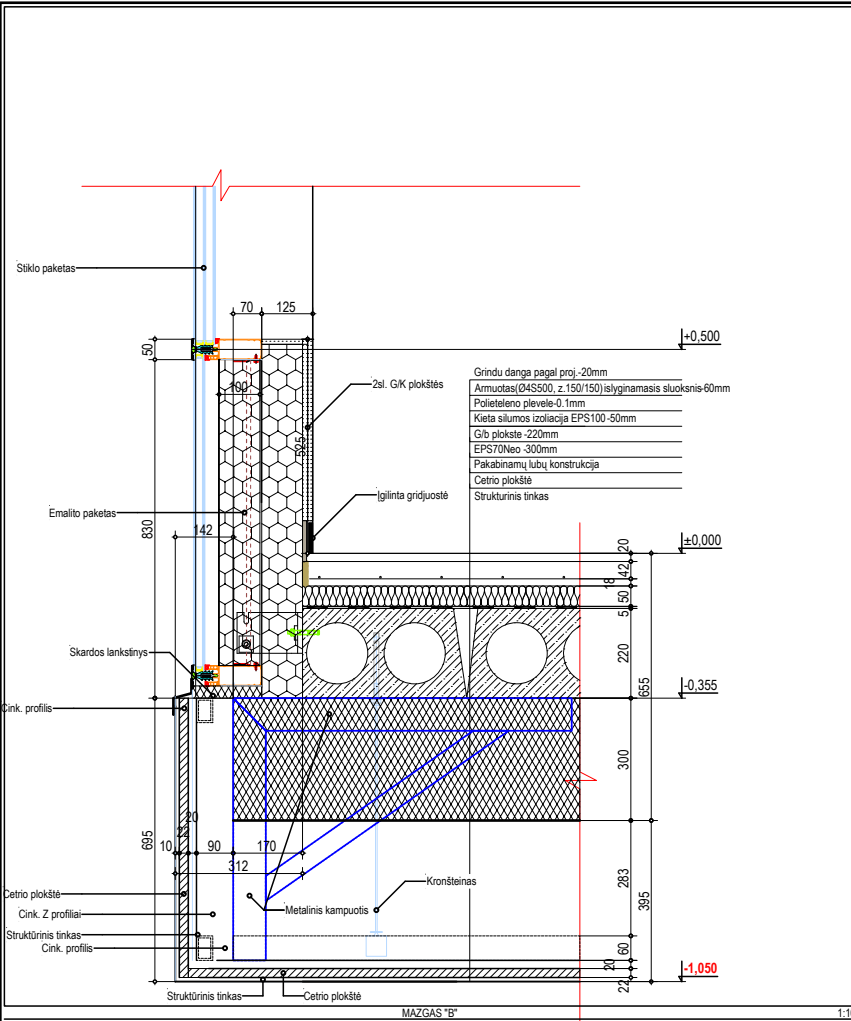 Stiklo paketas
70
125
+0,500
50
100
2sl. G/K plokštės
525
Grindu danga pagal proj.-20mm
Armuotas(Ø4S500, z.150/150) islyginamasis sluoksnis-60mm
Polieteleno plevele-0.1mm
Kieta silumos izoliacija EPS100 -50mm
G/b plokste -220mm
EPS70Neo -300mm
Pakabinamų lubų konstrukcija
Cetrio plokštė
Strukturinis tinkas
Įgilinta gridjuostė
Emalito paketas
142
830
±0,000
20
42
18
50
5
220
655
Skardos lankstinys
-0,355
Cink. profilis
300
20
22
10
90
170
312
695
283
395
Cetrio plokštė
Kronšteinas
Cink. Z profiliai
Metalinis kampuotis
Struktūrinis tinkas
Cink. profilis
60
20
22
-1,050
Struktūrinis tinkas
Cetrio plokštė
MAZGAS "B"